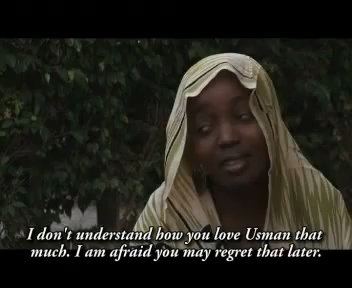 I don't understand how you love Usman that
much. I am afraid you may regret that later.